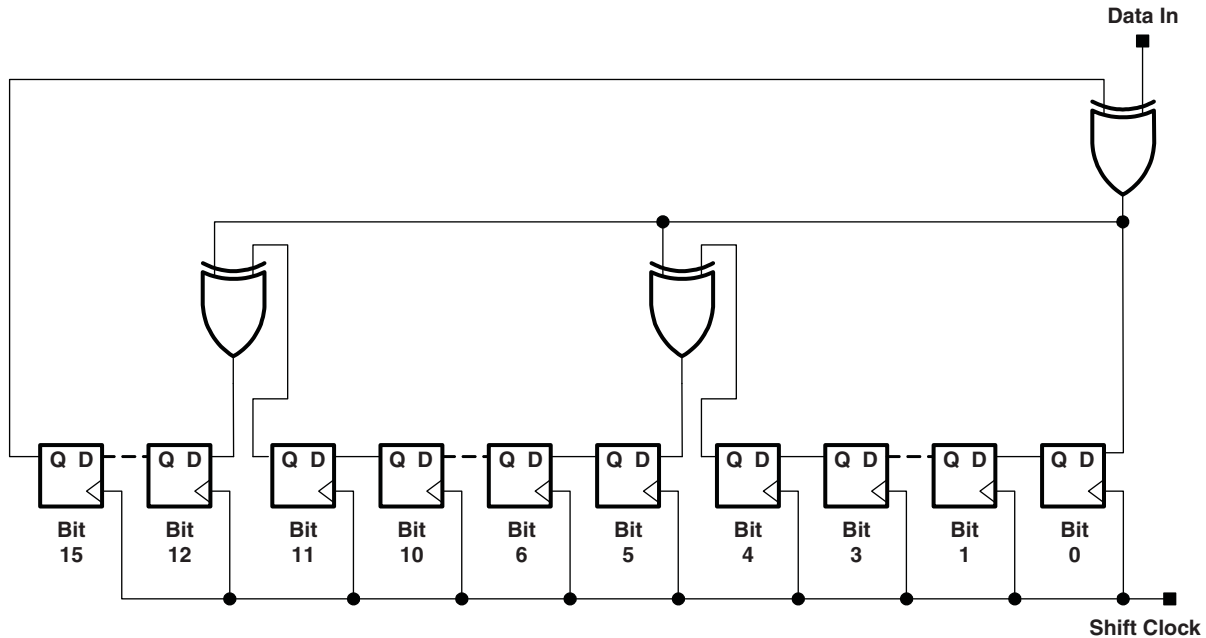 Data In
Q D
Q D
Q D
Q D
Q D
Q D
Q D
Q D
Q D
Q D
Bit
15
Bit
12
Bit
11
Bit
10
Bit
6
Bit
5
Bit
4
Bit
3
Bit
1
Bit
0
Shift Clock